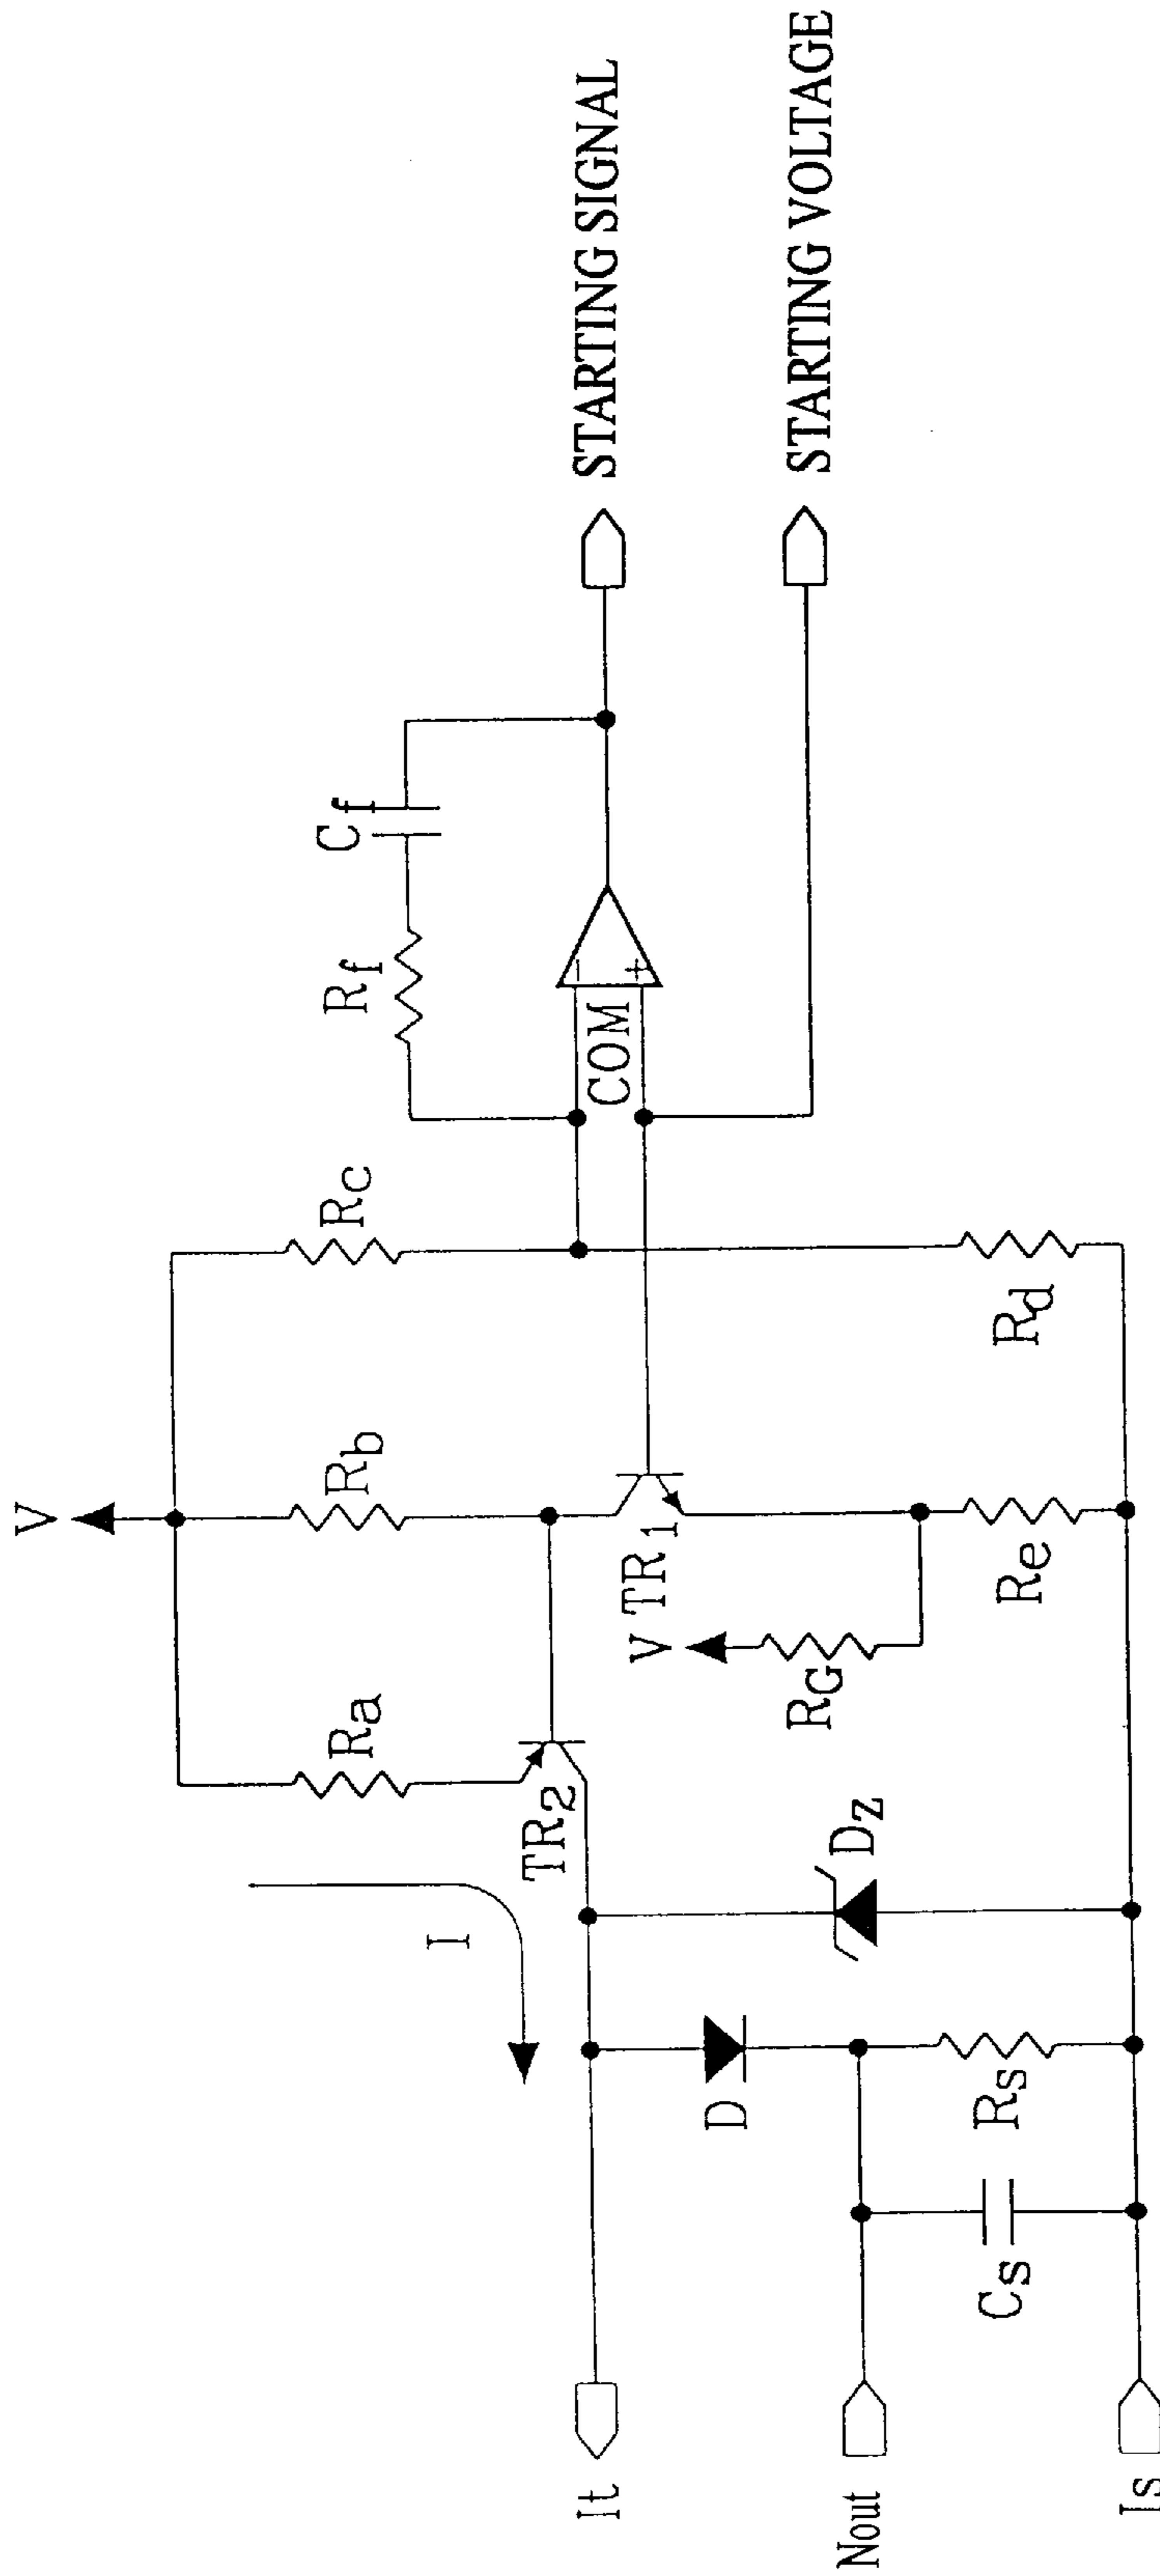 V
Ra
Rb
Rc
Rf
Cf
I
TR2
TR1
COM
−
+
STARTING SIGNAL
It
V
RG
D
DZ
STARTING VOLTAGE
Nout
Cs
Rs
Re
Rd
Is